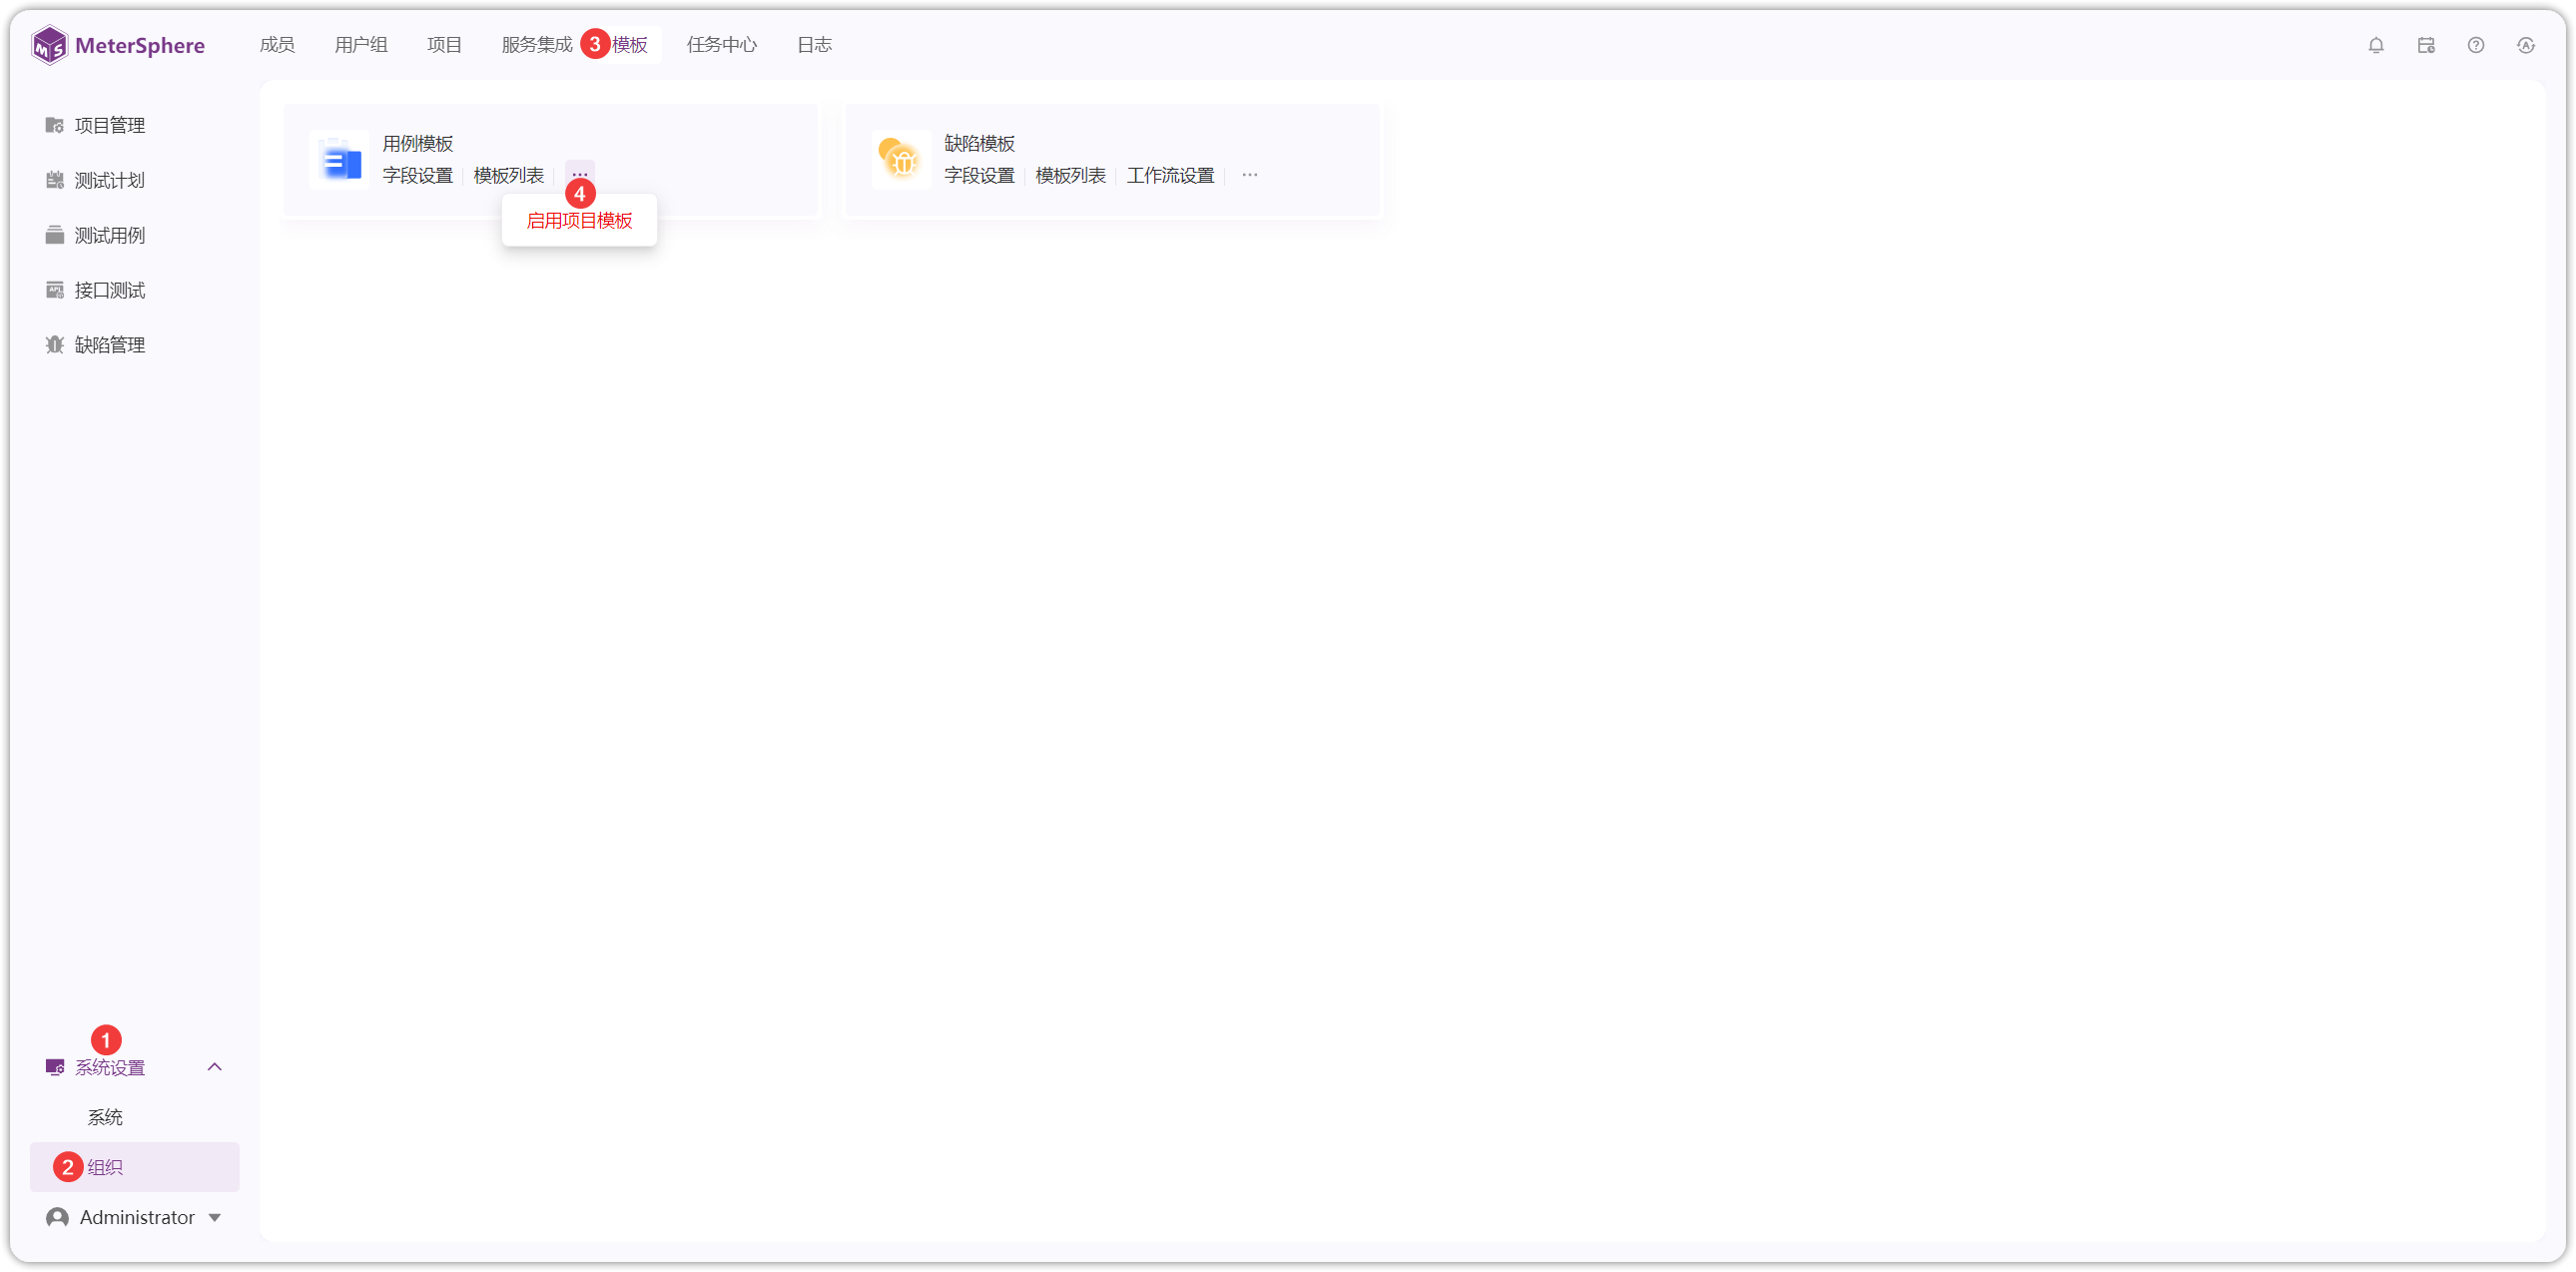 MeterSphere
成员 用户组 项目 服务集成 3 模板 任务中心 日志
项目管理
测试计划
测试用例
接口测试
缺陷管理
用例模板
字段设置 模板列表 ...
4
启用项目模板
缺陷模板
字段设置 模板列表 工作流设置 ...
1
系统设置
系统
2 组织
Administrator